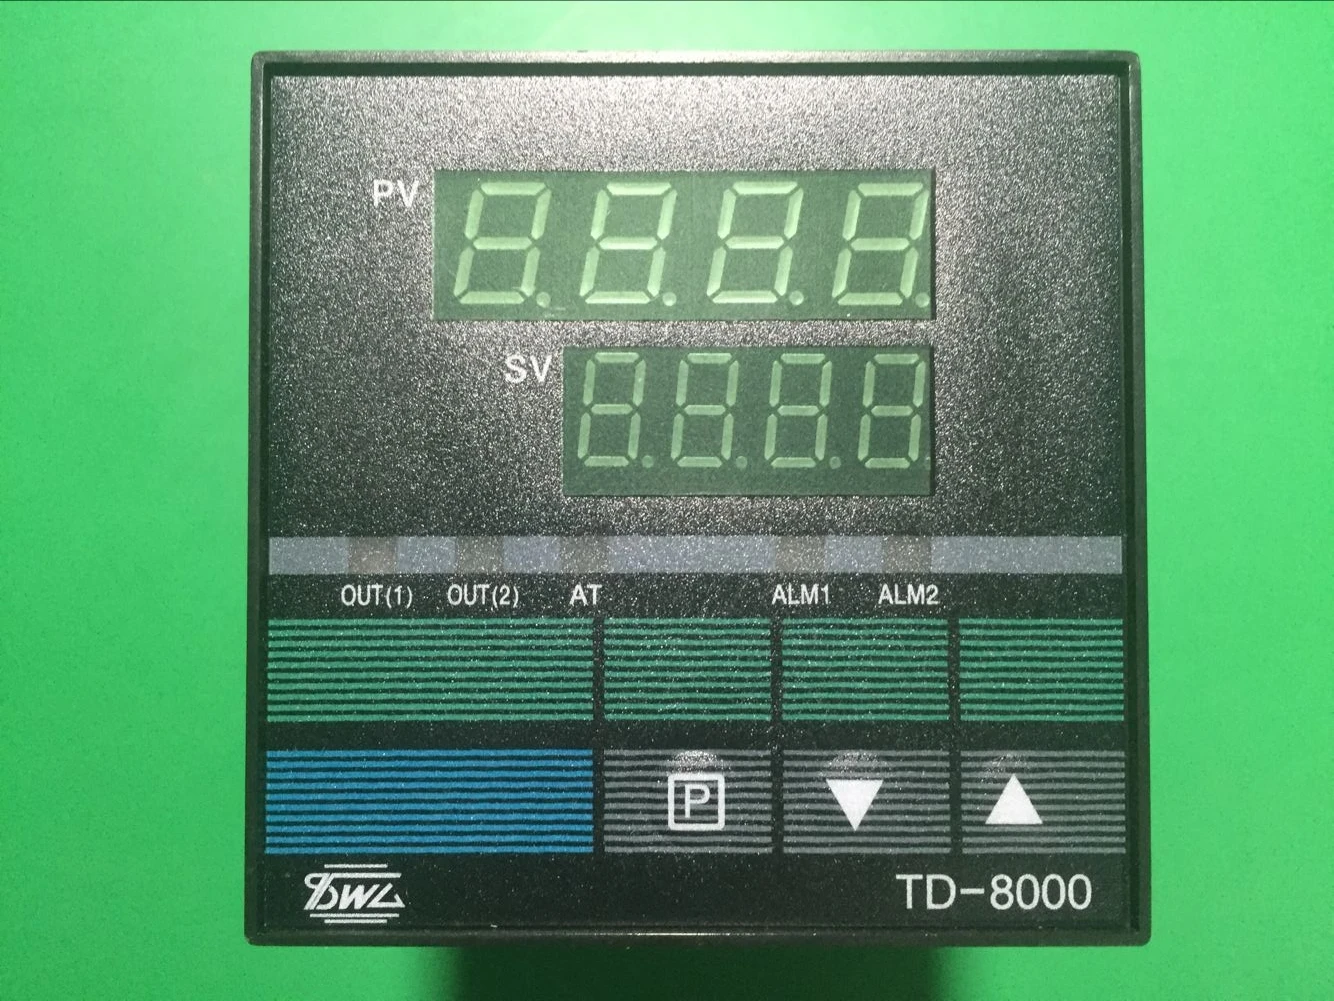 PV
SV
OUT(1) OUT(2) AT ALM1 ALM2
P
TD-8000